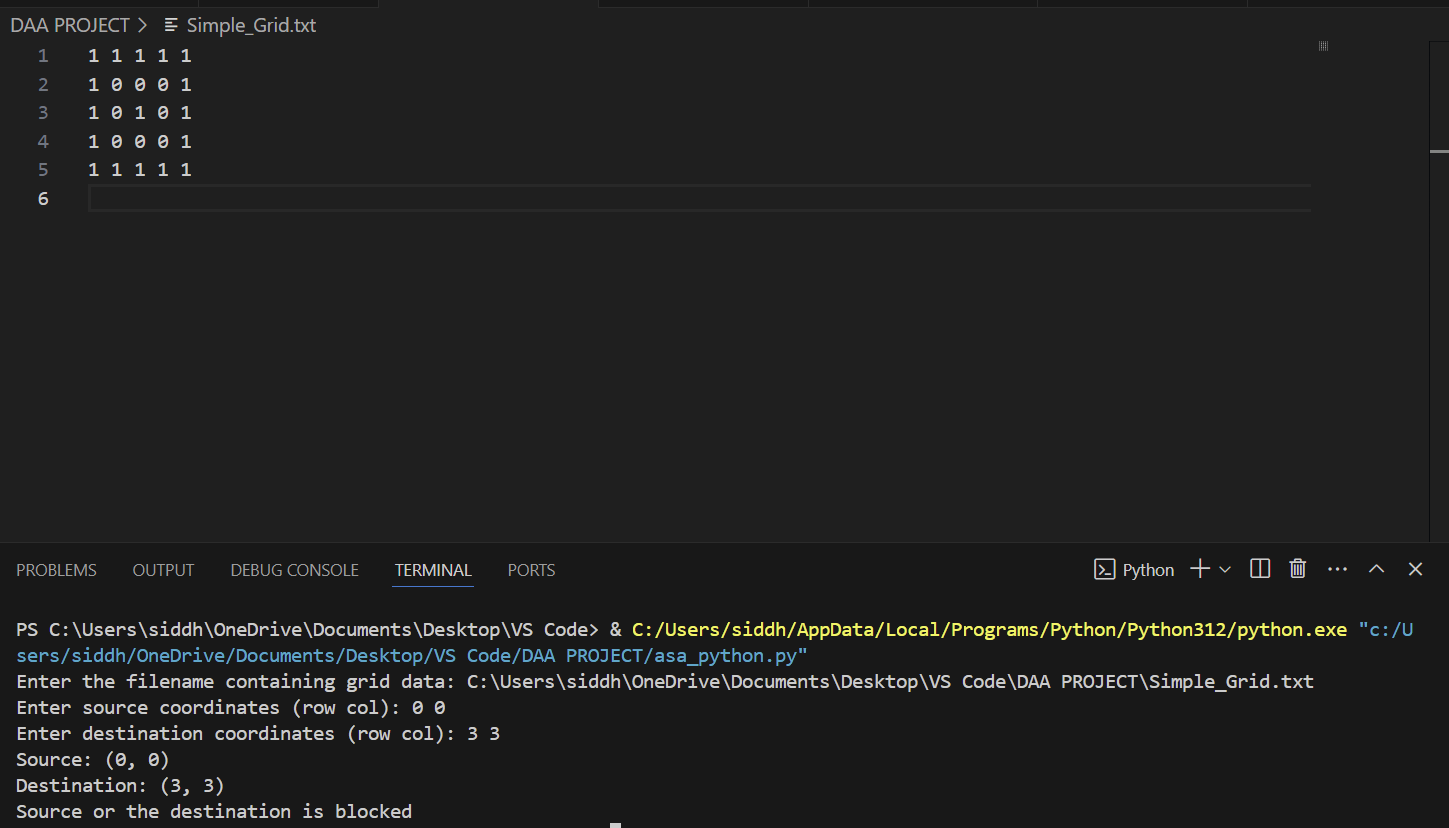 DAA PROJECT > Simple_Grid.txt
1 1 1 1 1 1
2 1 0 0 0 1
3 1 0 1 0 1
4 1 0 0 0 1
5 1 1 1 1 1
6
PROBLEMS OUTPUT DEBUG CONSOLE TERMINAL PORTS Python
PS C:\Users\siddh\OneDrive\Documents\Desktop\VS Code> & C:/Users/siddh/AppData/Local/Programs/Python/Python312/python.exe "c:/U
sers/siddh/OneDrive/Documents/Desktop/VS Code/DAA PROJECT/asa_python.py"
Enter the filename containing grid data: C:\Users\siddh\OneDrive\Documents\Desktop\VS Code\DAA PROJECT\Simple_Grid.txt
Enter source coordinates (row col): 0 0
Enter destination coordinates (row col): 3 3
Source: (0, 0)
Destination: (3, 3)
Source or the destination is blocked